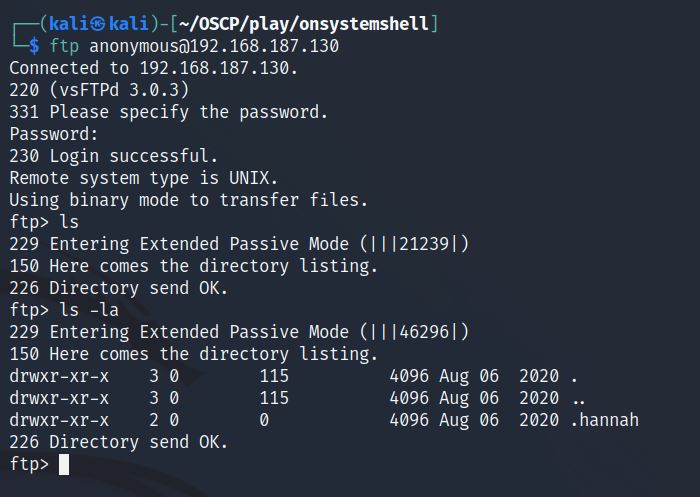 ┌──(kali㉿kali)-[~/OSCP/play/onsystemshell]
└─$ ftp anonymous@192.168.187.130
Connected to 192.168.187.130.
220 (vsFTPd 3.0.3)
331 Please specify the password.
Password:
230 Login successful.
Remote system type is UNIX.
Using binary mode to transfer files.
ftp> ls
229 Entering Extended Passive Mode (|||21239|)
150 Here comes the directory listing.
226 Directory send OK.
ftp> ls -la
229 Entering Extended Passive Mode (|||46296|)
150 Here comes the directory listing.
drwxr-xr-x    3 0        115          4096 Aug 06  2020 .
drwxr-xr-x    3 0        115          4096 Aug 06  2020 ..
drwxr-xr-x    2 0        0            4096 Aug 06  2020 .hannah
226 Directory send OK.
ftp>